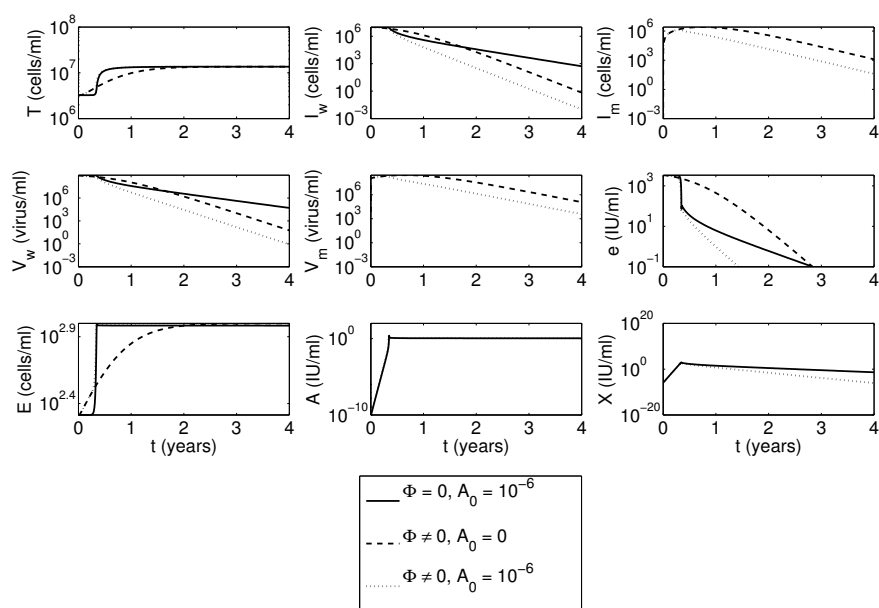 10^8
10^7
10^6
T (cells/ml)
0 1 2 3 4
10^6
10^3
10^0
10^−3
I_w (cells/ml)
0 1 2 3 4
10^6
10^3
10^0
10^−3
I_m (cells/ml)
0 1 2 3 4
10^6
10^3
10^0
10^−3
V_w (virus/ml)
0 1 2 3 4
10^6
10^3
10^0
10^−3
V_m (virus/ml)
0 1 2 3 4
10^3
10^1
10^−1
e (IU/ml)
0 1 2 3 4
10^2.9
10^2.4
E (cells/ml)
0 1 2 3 4
t (years)
10^0
10^−10
A (IU/ml)
0 1 2 3 4
t (years)
10^20
10^0
10^−20
X (IU/ml)
0 1 2 3 4
t (years)
Φ = 0, A_0 = 10^−6
Φ ≠ 0, A_0 = 0
Φ ≠ 0, A_0 = 10^−6